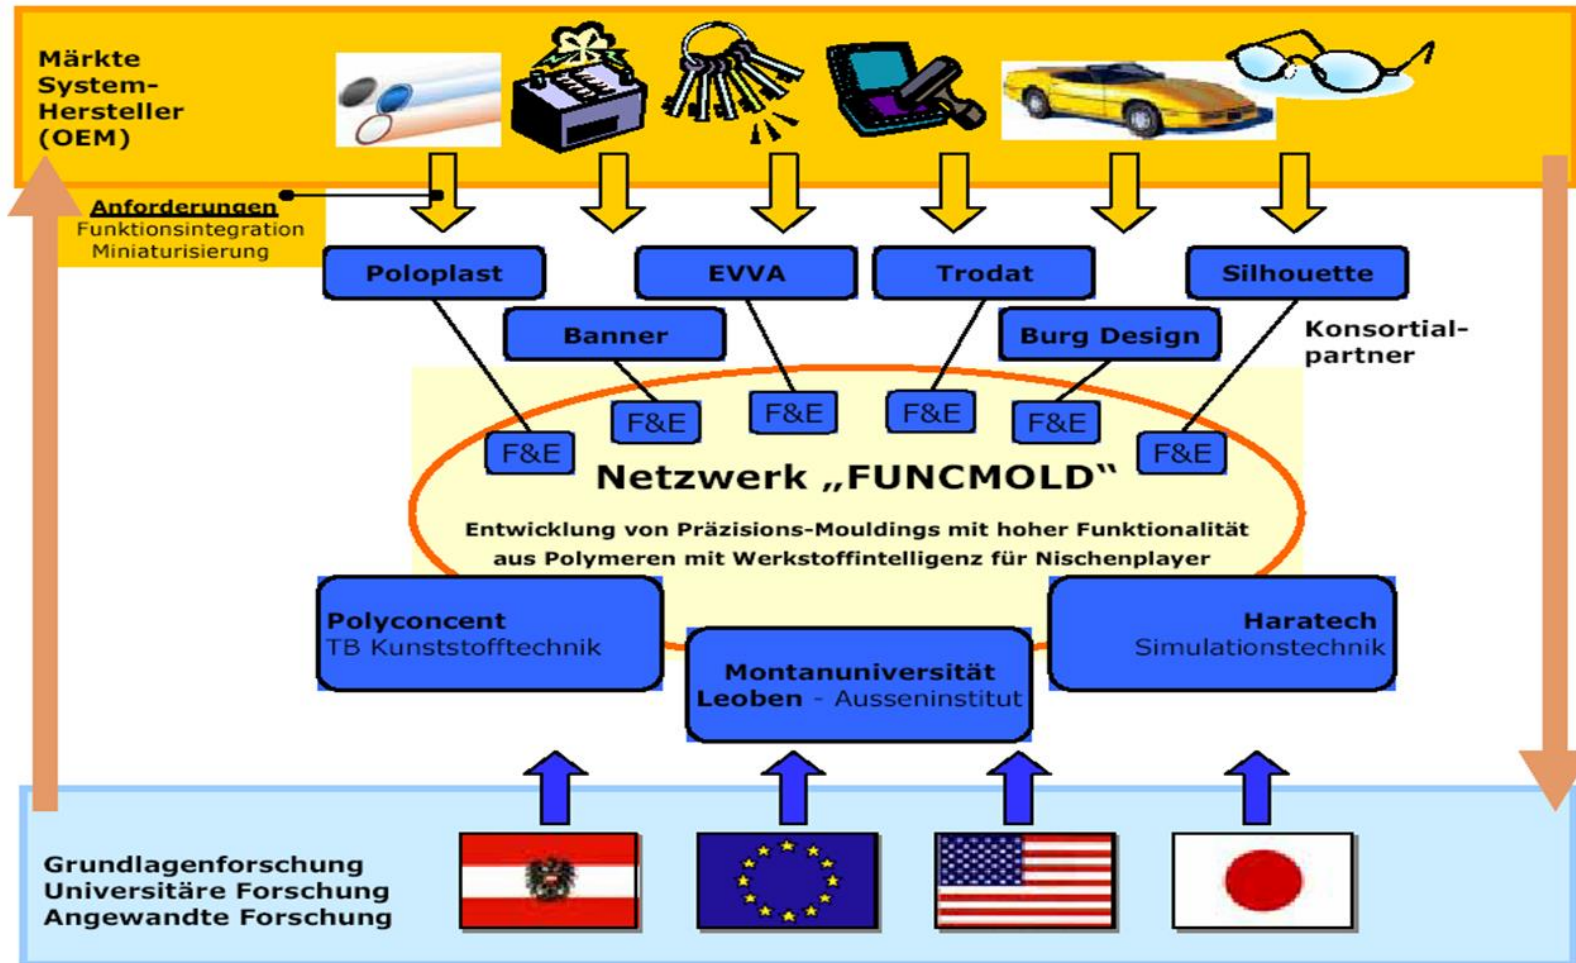 Märkte
System-
Hersteller
(OEM)
Anforderungen
Funktionsintegration
Miniaturisierung
Poloplast
EVVA
Trodat
Silhouette
Banner
Burg Design
Konsortial-
partner
F&E
F&E
F&E
F&E
F&E
F&E
Netzwerk „FUNCMOLD“
Entwicklung von Präzisions-Mouldings mit hoher Funktionalität
aus Polymeren mit Werkstoffintelligenz für Nischenplayer
Polyconcent
TB Kunststofftechnik
Haratech
Simulationstechnik
Montanuniversität
Leoben - Ausseninstitut
Grundlagenforschung
Universitäre Forschung
Angewandte Forschung